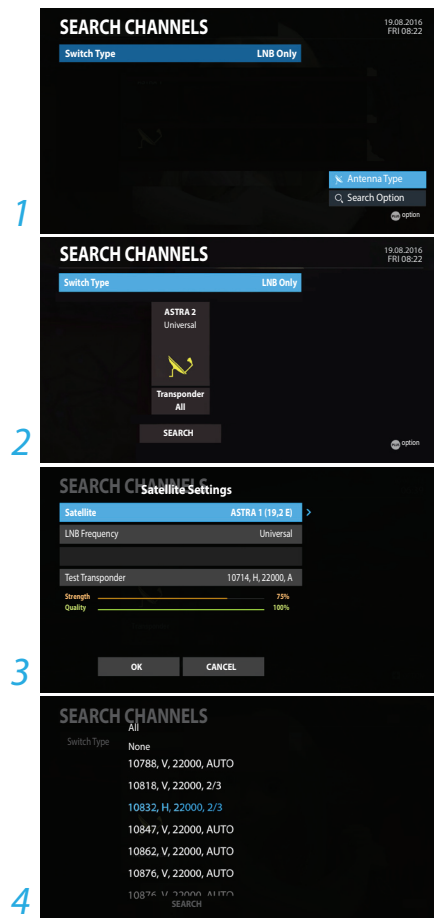 SEARCH CHANNELS
19.08.2016
FRI 08:22
Switch Type LNB Only
Antenna Type
Search Option
option
1
SEARCH CHANNELS
19.08.2016
FRI 08:22
Switch Type LNB Only
ASTRA 2
Universal
Transponder
All
SEARCH
option
2
SEARCH CH
Satellite Settings
Satellite ASTRA 1 (19,2 E) >
LNB Frequency Universal
Test Transponder 10714, H, 22000, A
Strength 75%
Quality 100%
OK CANCEL
3
SEARCH CHANNELS
All
Switch Type
None
10788, V, 22000, AUTO
10818, V, 22000, 2/3
10832, H, 22000, 2/3
10847, V, 22000, AUTO
10862, V, 22000, AUTO
10876, V, 22000, AUTO
10876, V, 22000, AUTO
SEARCH
4